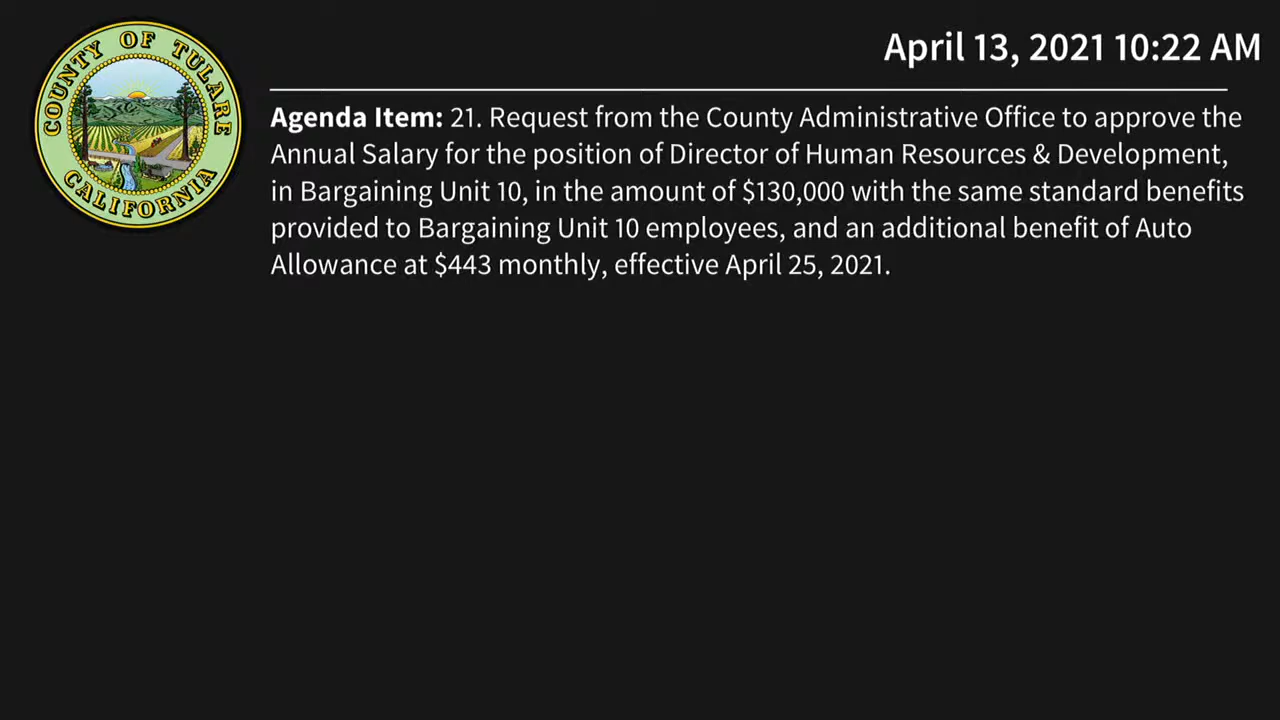 COUNTY OF TULARE
CALIFORNIA
April 13, 2021 10:22 AM
Agenda Item: 21. Request from the County Administrative Office to approve the
Annual Salary for the position of Director of Human Resources & Development,
in Bargaining Unit 10, in the amount of $130,000 with the same standard benefits
provided to Bargaining Unit 10 employees, and an additional benefit of Auto
Allowance at $443 monthly, effective April 25, 2021.